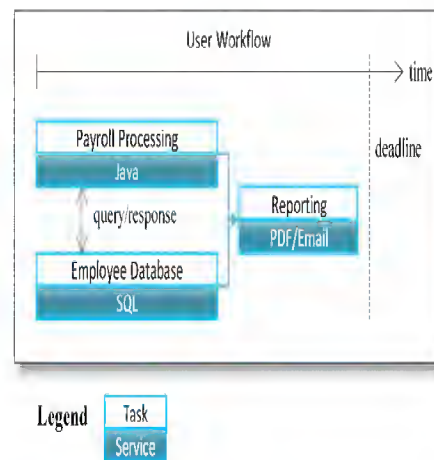 User Workflow
time
deadline
Payroll Processing
Java
query/response
Reporting
PDF/Email
Employee Database
SQL
Legend
Task
Service